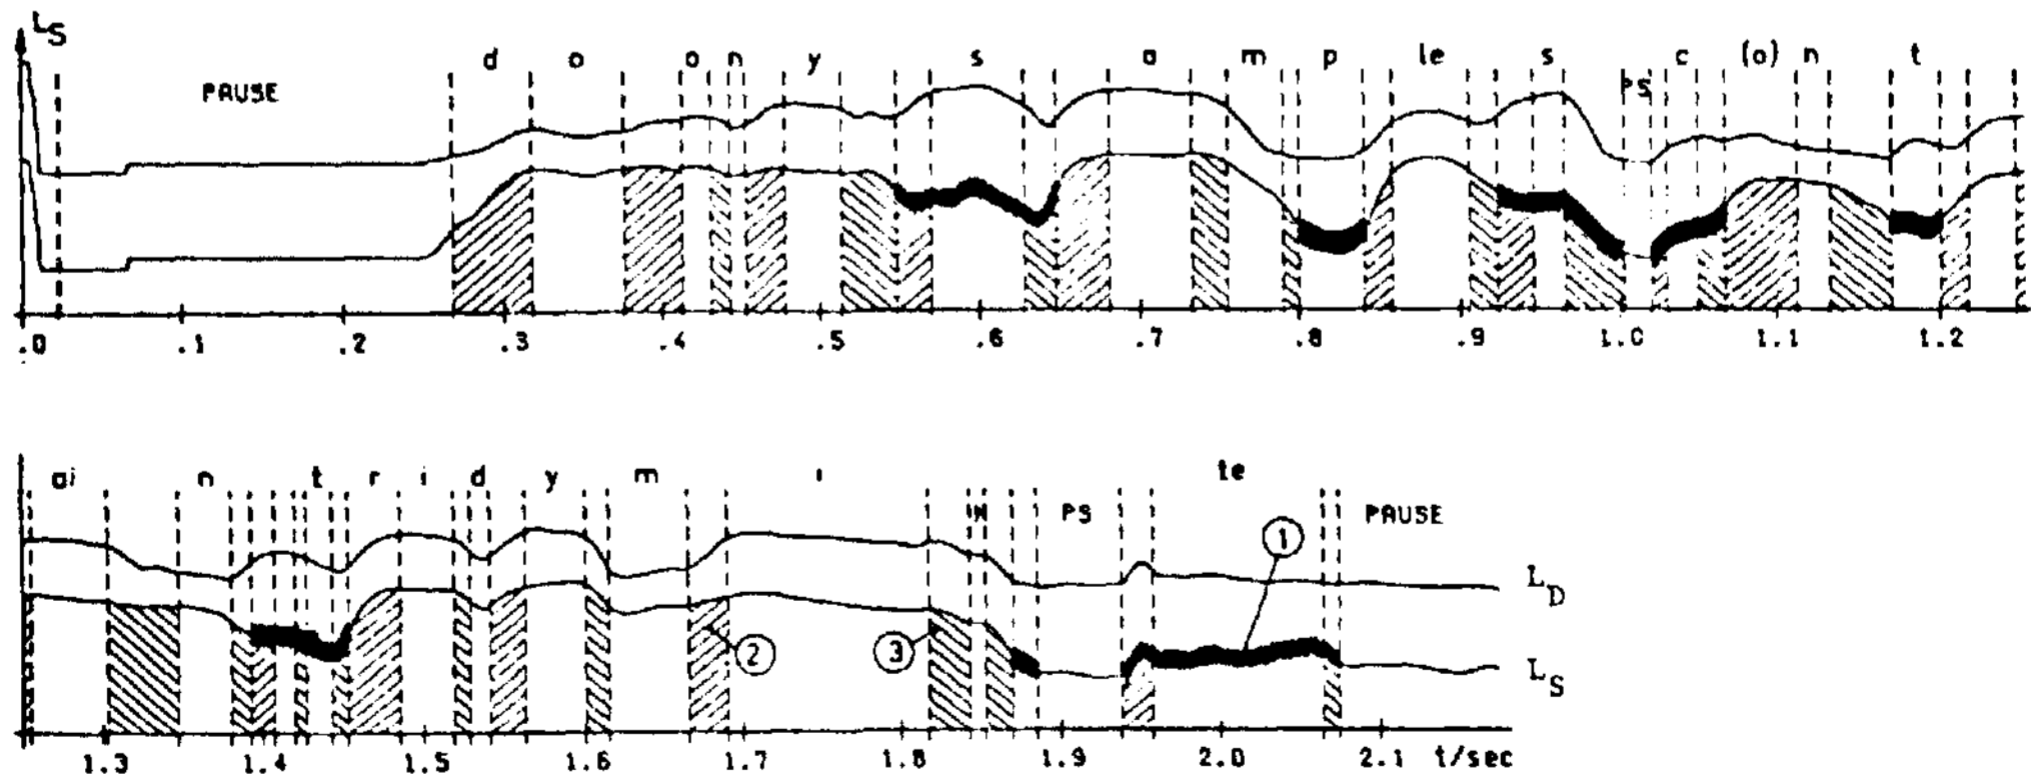 LS
d o o n y s a m p le s c (o) n t
PAUSE PS
.0 .1 .2 .3 .4 .5 .6 .7 .8 .9 1.0 1.1 1.2
ai n t r i d y m i te
IN PS PAUSE
1
LD
2 3
LS
1.3 1.4 1.5 1.6 1.7 1.8 1.9 2.0 2.1 t/sec